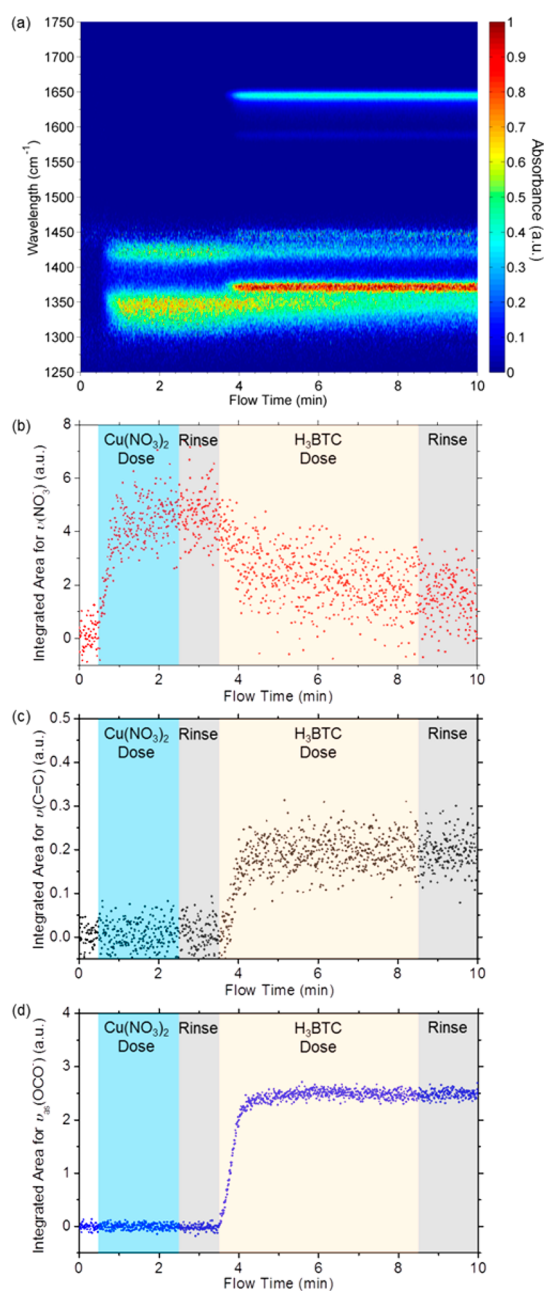 (a)
1750
1700
1650
1600
1550
1500
1450
1400
1350
1300
1250
Wavelength (cm⁻¹)
0 2 4 6 8 10
Flow Time (min)
1
0.9
0.8
0.7
0.6
0.5
0.4
0.3
0.2
0.1
0
Absorbance (a.u.)
(b)
Integrated Area for ν(NO₃) (a.u.)
8
6
4
2
0
Cu(NO₃)₂ Rinse H₃BTC Rinse
Dose Dose
0 2 4 6 8 10
Flow Time (min)
(c)
Integrated Area for ν(C=C) (a.u.)
0.5
0.4
0.3
0.2
0.1
0.0
Cu(NO₃)₂ Rinse H₃BTC Rinse
Dose Dose
0 2 4 6 8 10
Flow Time (min)
(d)
Integrated Area for νas(OCO⁻) (a.u.)
4
3
2
1
0
Cu(NO₃)₂ Rinse H₃BTC Rinse
Dose Dose
0 2 4 6 8 10
Flow Time (min)